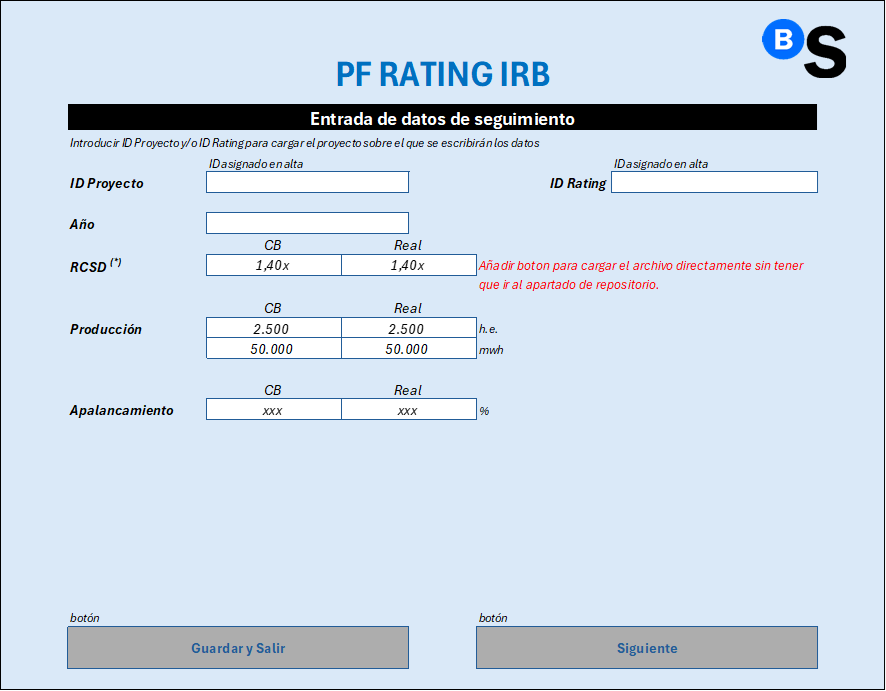 BS
PF RATING IRB
Entrada de datos de seguimiento
Introducir ID Proyecto y/o ID Rating para cargar el proyecto sobre el que se escribirán los datos
ID asignado en alta ID asignado en alta
ID Proyecto ID Rating
Año
CB Real
RCSD (*) 1,40x 1,40x Añadir boton para cargar el archivo directamente sin tener
que ir al apartado de repositorio.
CB Real
Producción 2.500 2.500 h.e.
50.000 50.000 mwh
CB Real
Apalancamiento xxx xxx %
botón botón
Guardar y Salir Siguiente